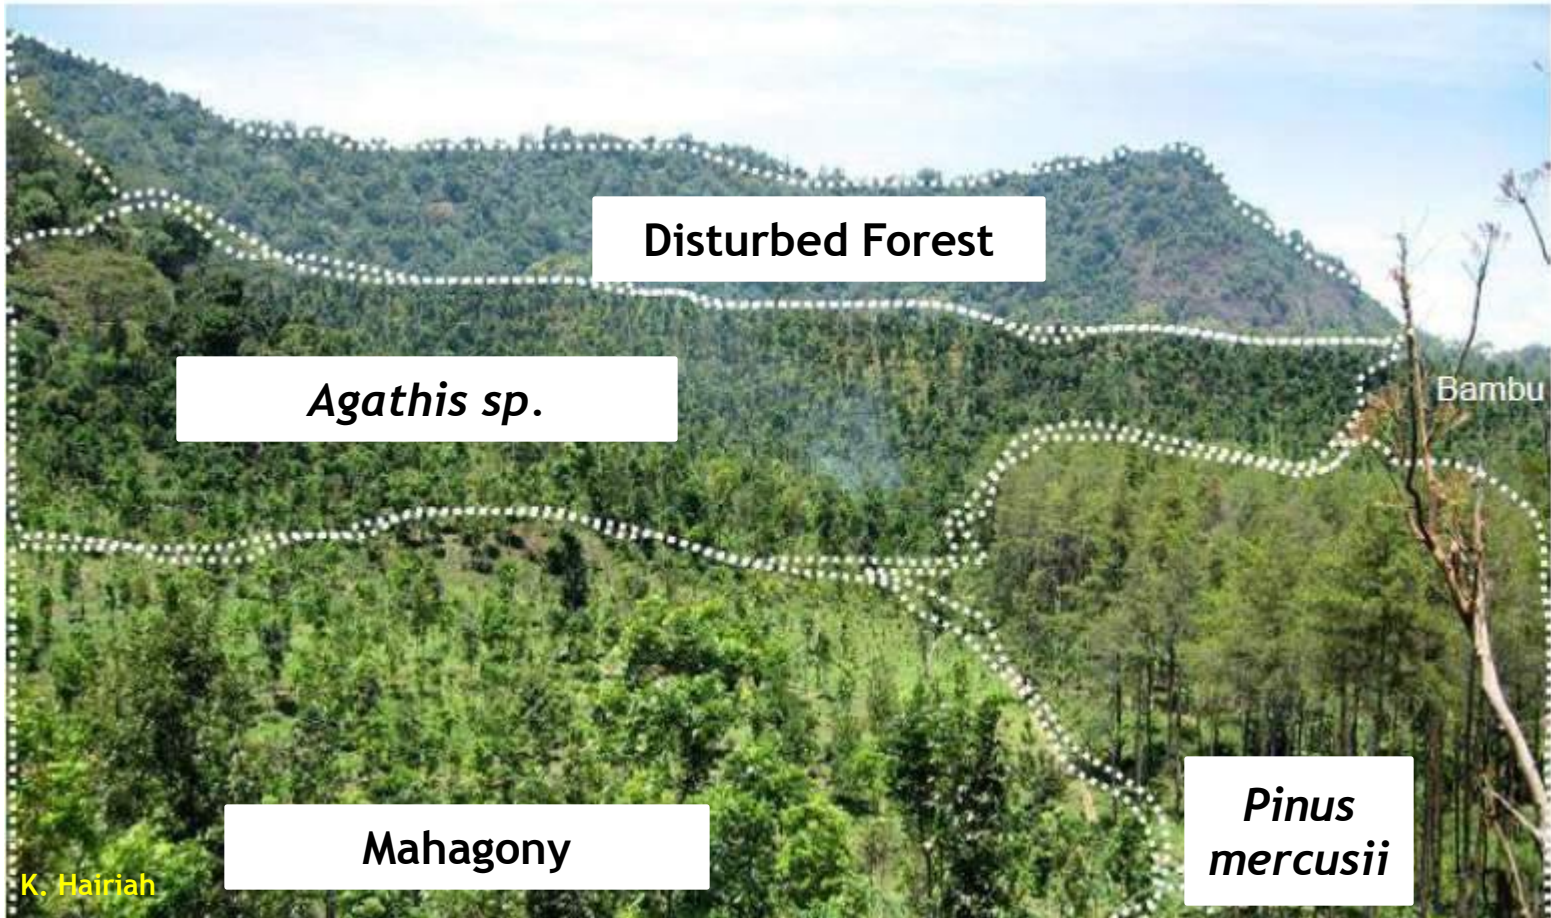 Disturbed Forest
Agathis sp.
Bambu
Mahagony
Pinus
mercusii
K. Hairiah